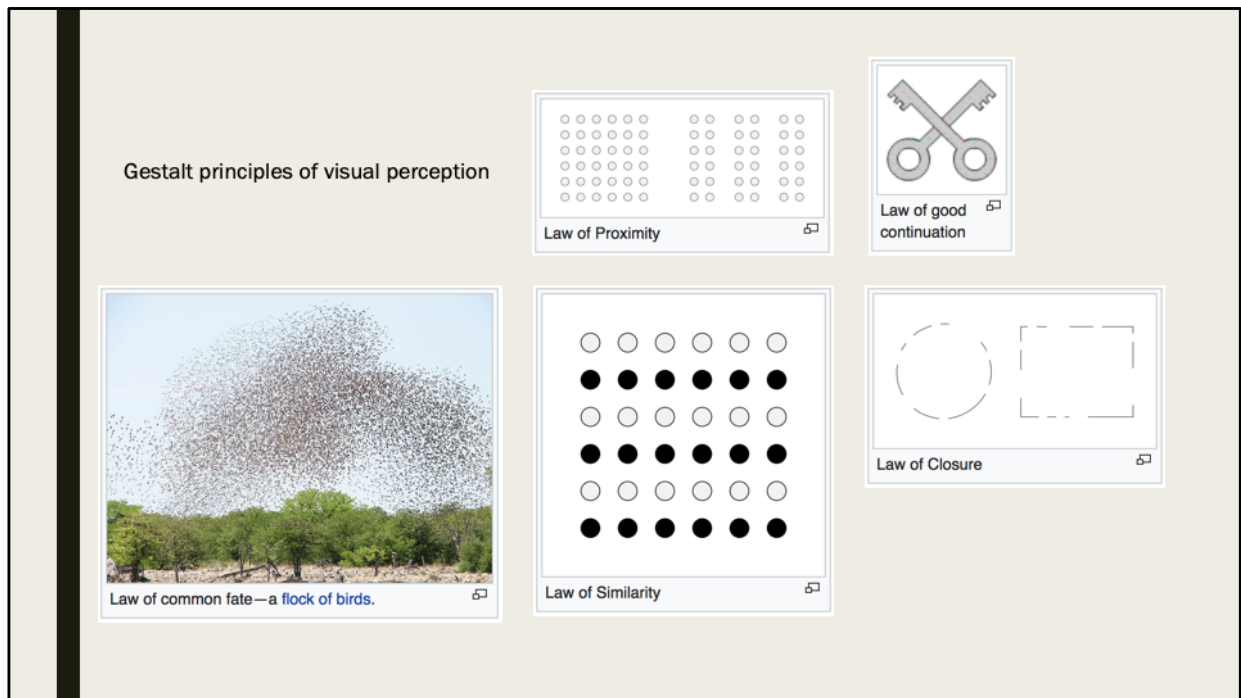 Gestalt principles of visual perception
Law of Proximity
Law of good
continuation
Law of common fate—a flock of birds.
Law of Similarity
Law of Closure